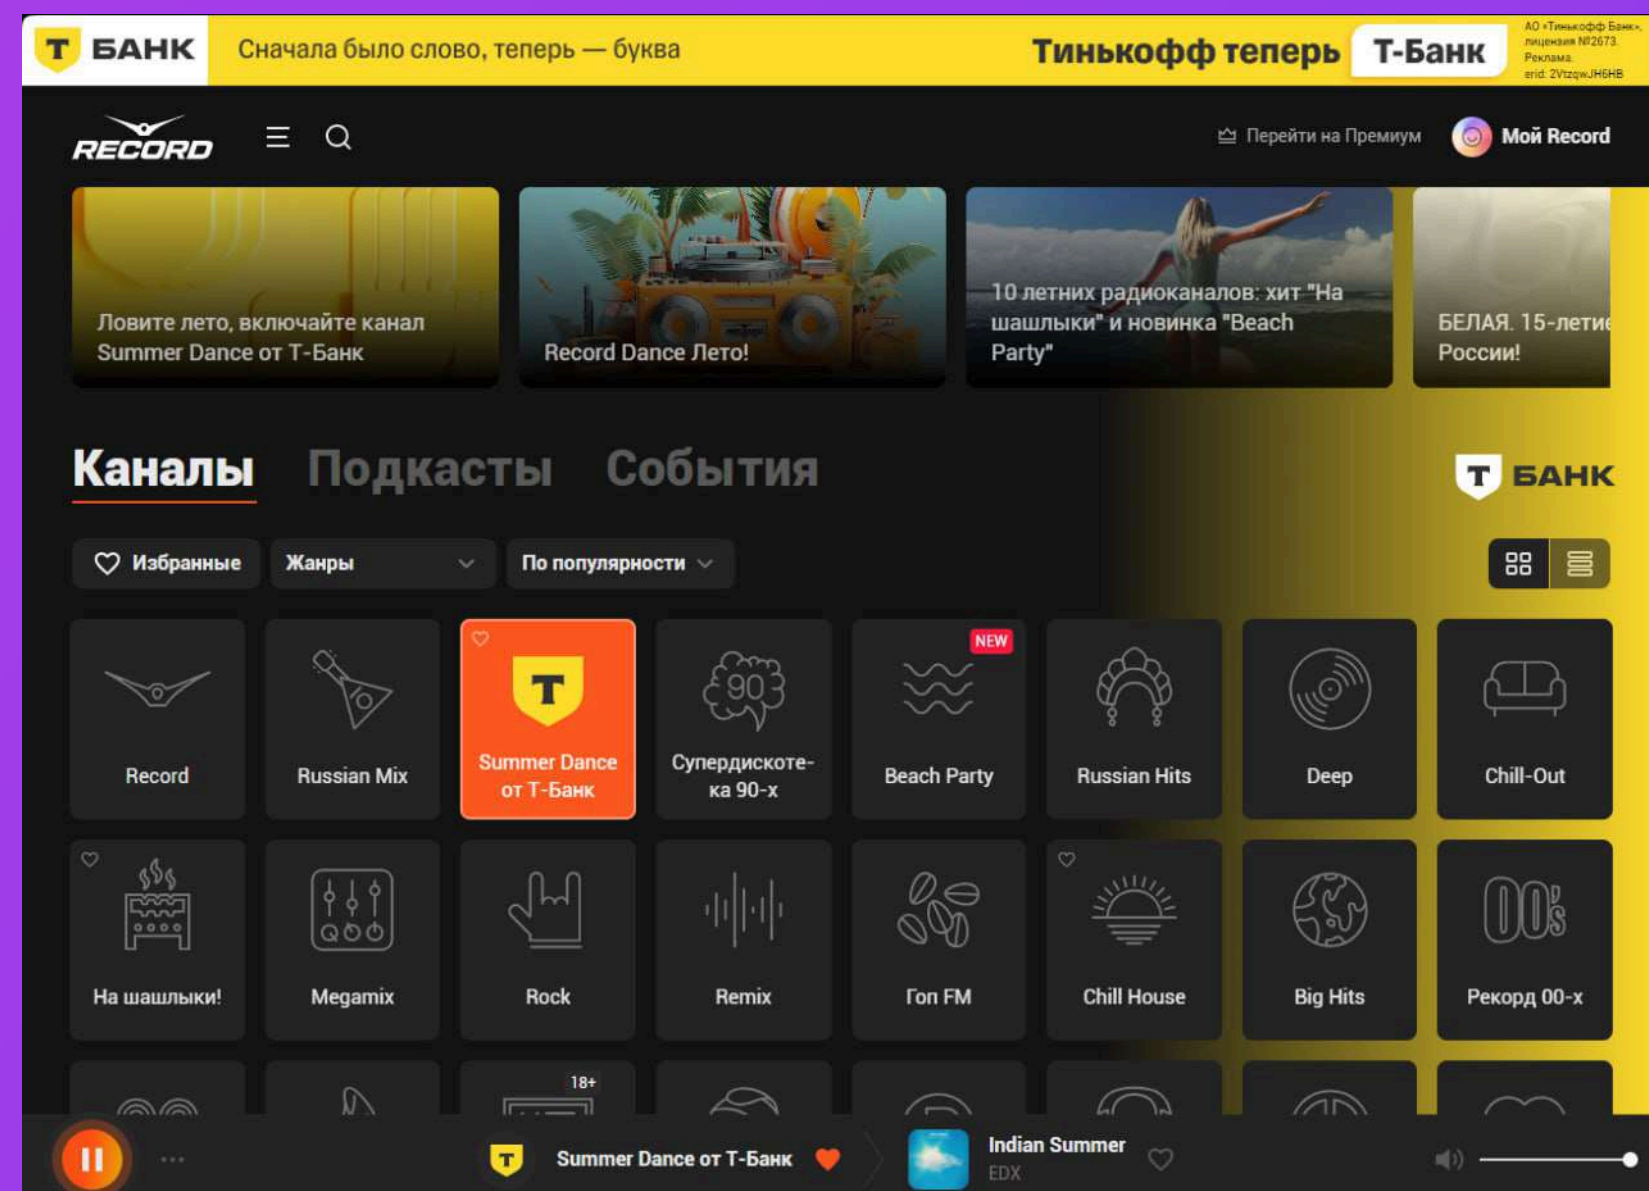 Т БАНК
Сначала было слово, теперь — буква
Тинькофф теперь Т-Банк
АО «Тинькофф Банк»,
лицензия №2673.
Реклама.
erid: 2VtzqwJH6HB
RECORD
Перейти на Премиум
Мой Record
Ловите лето, включайте канал
Summer Dance от Т-Банк
Record Dance Лето!
10 летних радиоканалов: хит "На
шашлыки" и новинка "Beach
Party"
БЕЛАЯ. 15-летие
России!
Каналы Подкасты События
Т БАНК
Избранные
Жанры
По популярности
Record
Russian Mix
Т
Summer Dance
от Т-Банк
90
Супердискоте-
ка 90-х
NEW
Beach Party
Russian Hits
Deep
Chill-Out
На шашлыки!
Megamix
Rock
Remix
Гоп FM
Chill House
Big Hits
00's
Рекорд 00-х
18+
Т
Summer Dance от Т-Банк
Indian Summer
EDX